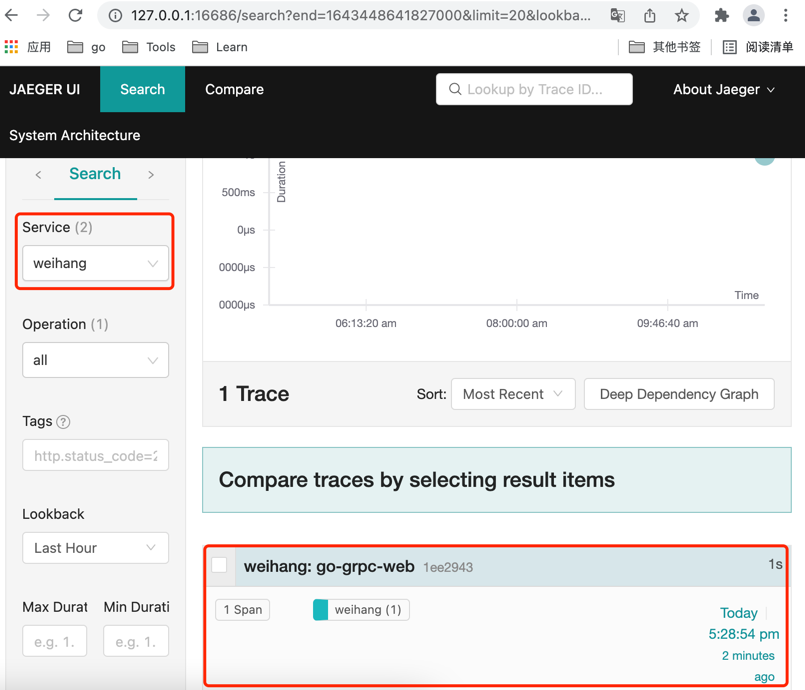 127.0.0.1:16686/search?end=1643448641827000&limit=20&lookba...
应用 go Tools Learn 其他书签 阅读清单
JAEGER UI Search Compare Lookup by Trace ID... About Jaeger
System Architecture
Search
Service (2)
weihang
Operation (1)
all
Tags ?
http.status_code=2
Lookback
Last Hour
Max Durat Min Durati
e.g. 1. e.g. 1.
Duration
500ms
0µs
0000µs
0000µs
Time
06:13:20 am 08:00:00 am 09:46:40 am
1 Trace Sort: Most Recent Deep Dependency Graph
Compare traces by selecting result items
weihang: go-grpc-web 1ee2943 1s
1 Span weihang (1) Today
5:28:54 pm
2 minutes
ago